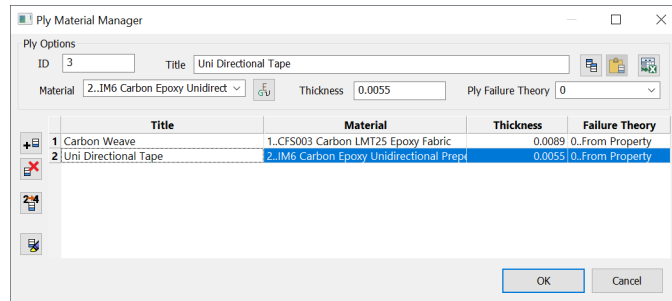 Ply Material Manager
Ply Options
ID 3 Title Uni Directional Tape
Material 2..IM6 Carbon Epoxy Unidirect Thickness 0.0055 Ply Failure Theory 0
Title Material Thickness Failure Theory
1 Carbon Weave 1..CFS003 Carbon LMT25 Epoxy Fabric 0.0089 0..From Property
2 Uni Directional Tape 2..IM6 Carbon Epoxy Unidirectional Prep 0.0055 0..From Property
OK Cancel